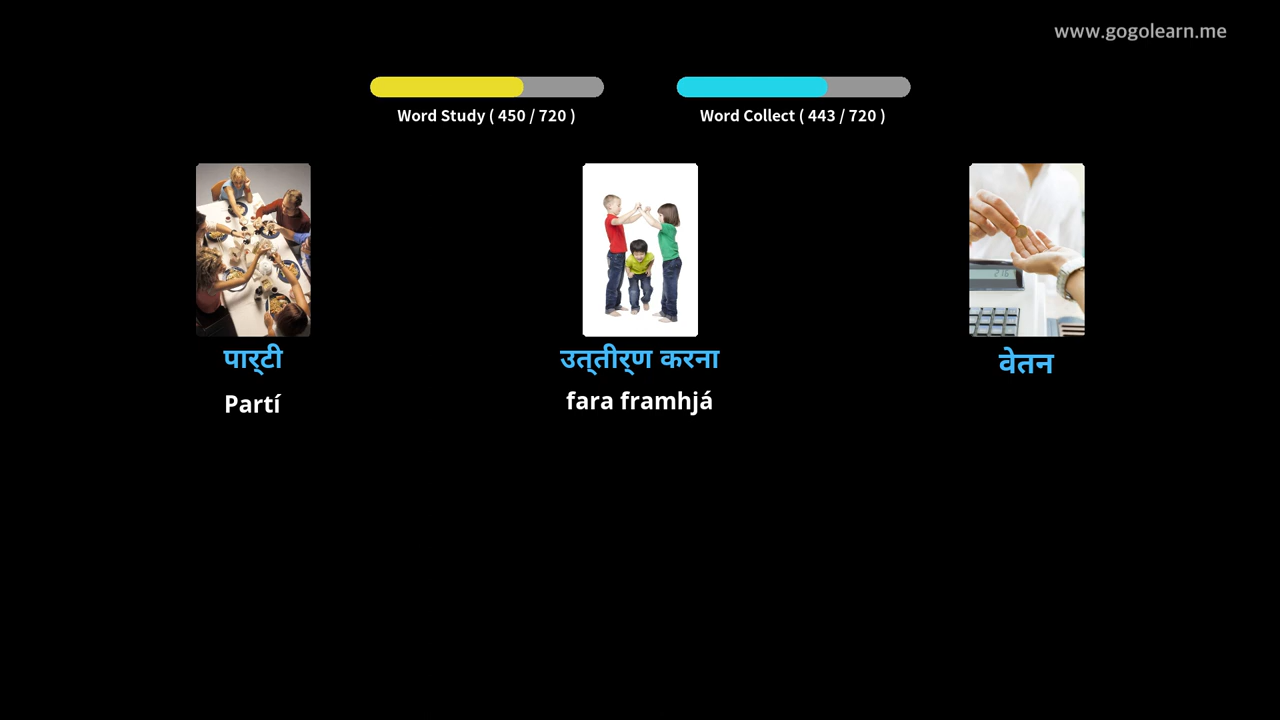 www.gogolearn.me
Word Study ( 450 / 720 )
Word Collect ( 443 / 720 )
पार्‍टी
उत्‍तीर्‍ण करना
वेतन
Partí
fara framhjá